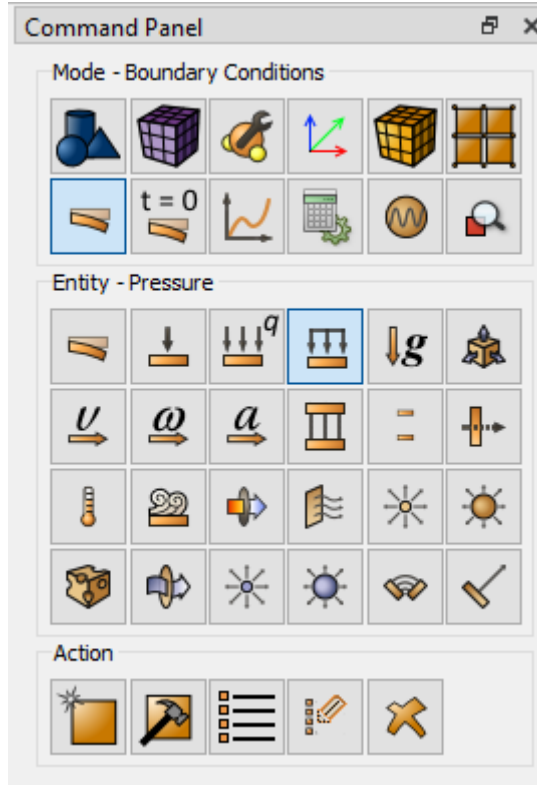 Command Panel
Mode - Boundary Conditions
t = 0
Entity - Pressure
q
g
υ ω a
Action